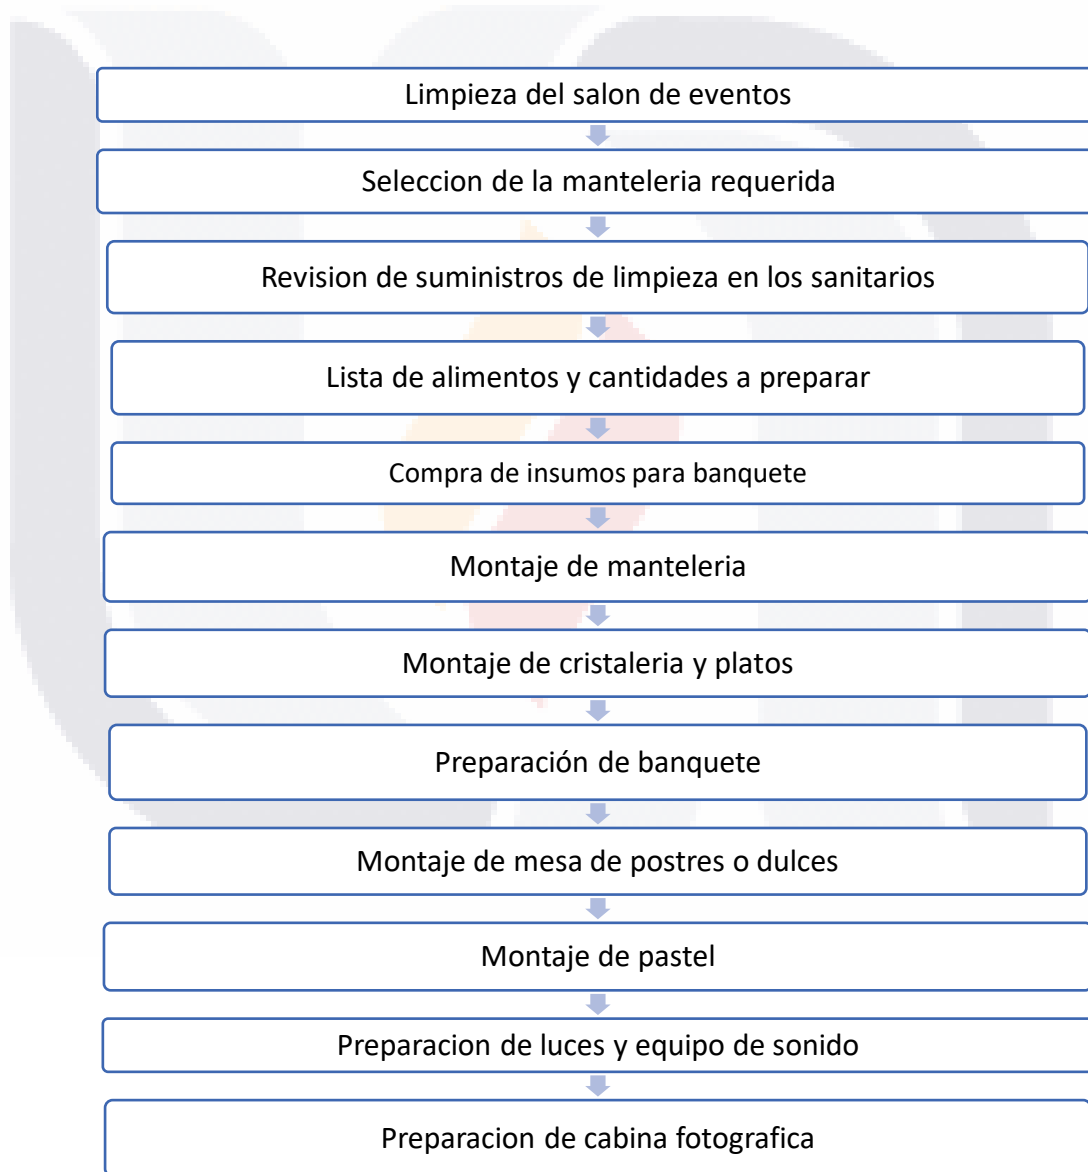 Limpieza del salon de eventos
Seleccion de la manteleria requerida
Revision de suministros de limpieza en los sanitarios
Lista de alimentos y cantidades a preparar
Compra de insumos para banquete
Montaje de manteleria
Montaje de cristaleria y platos
Preparación de banquete
Montaje de mesa de postres o dulces
Montaje de pastel
Preparacion de luces y equipo de sonido
Preparacion de cabina fotografica